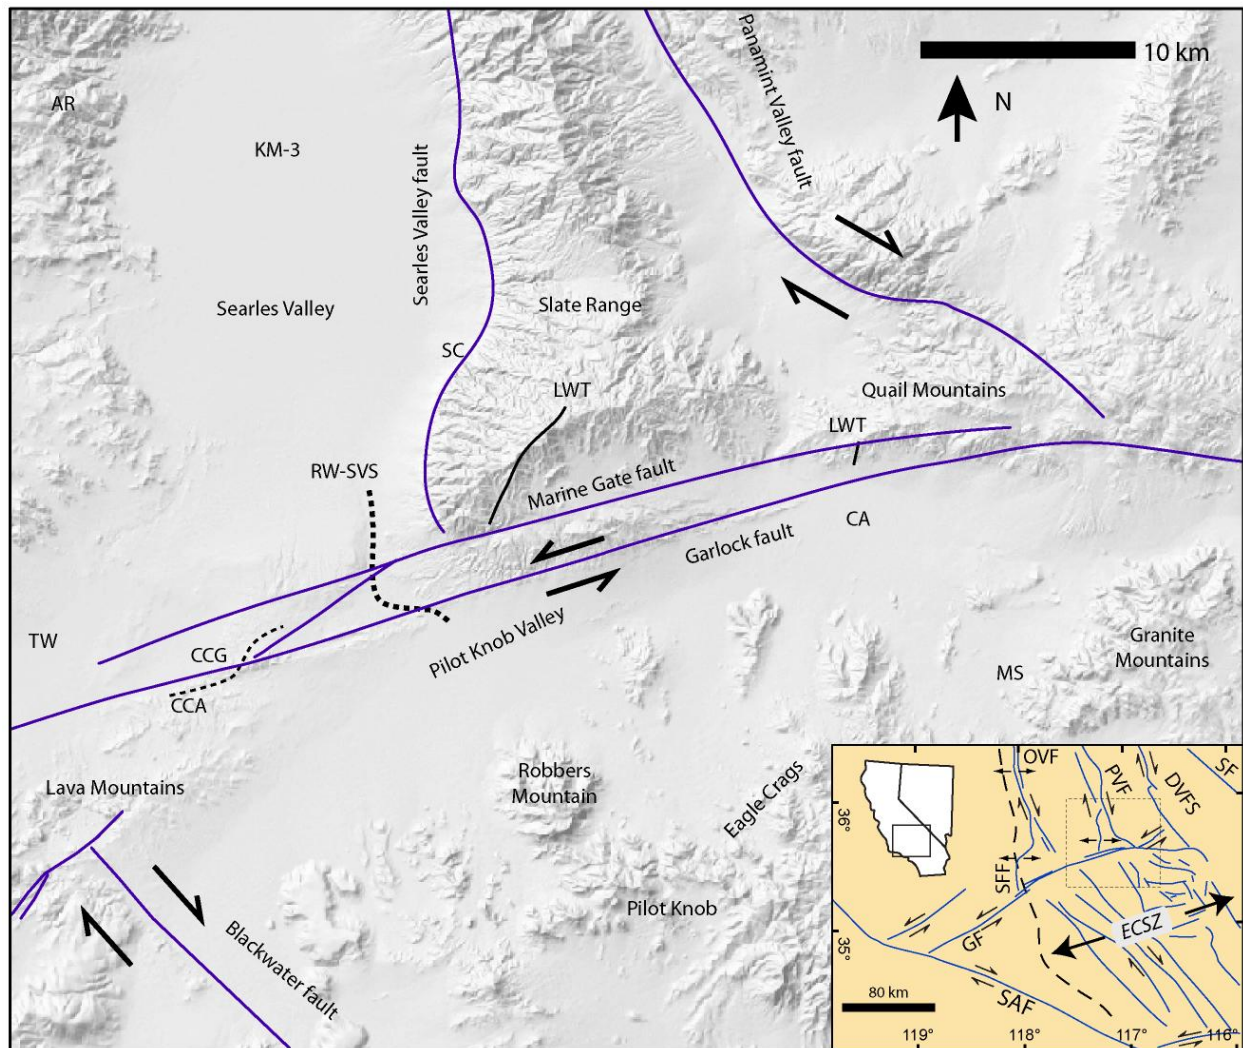 10 km
N
AR
KM-3
Panamint Valley fault
Searles Valley fault
Searles Valley
Slate Range
SC
LWT
Quail Mountains
LWT
RW-SVS
Marine Gate fault
CA
Garlock fault
TW
CCG
CCA
Pilot Knob Valley
Granite
Mountains
MS
Lava Mountains
Robbers
Mountain
Eagle Crags
Blackwater fault
Pilot Knob
OVF
PVF
DVFS
SF
36°
SFF
GF
ECSZ
35°
SAF
80 km
119°
118°
117°
116°